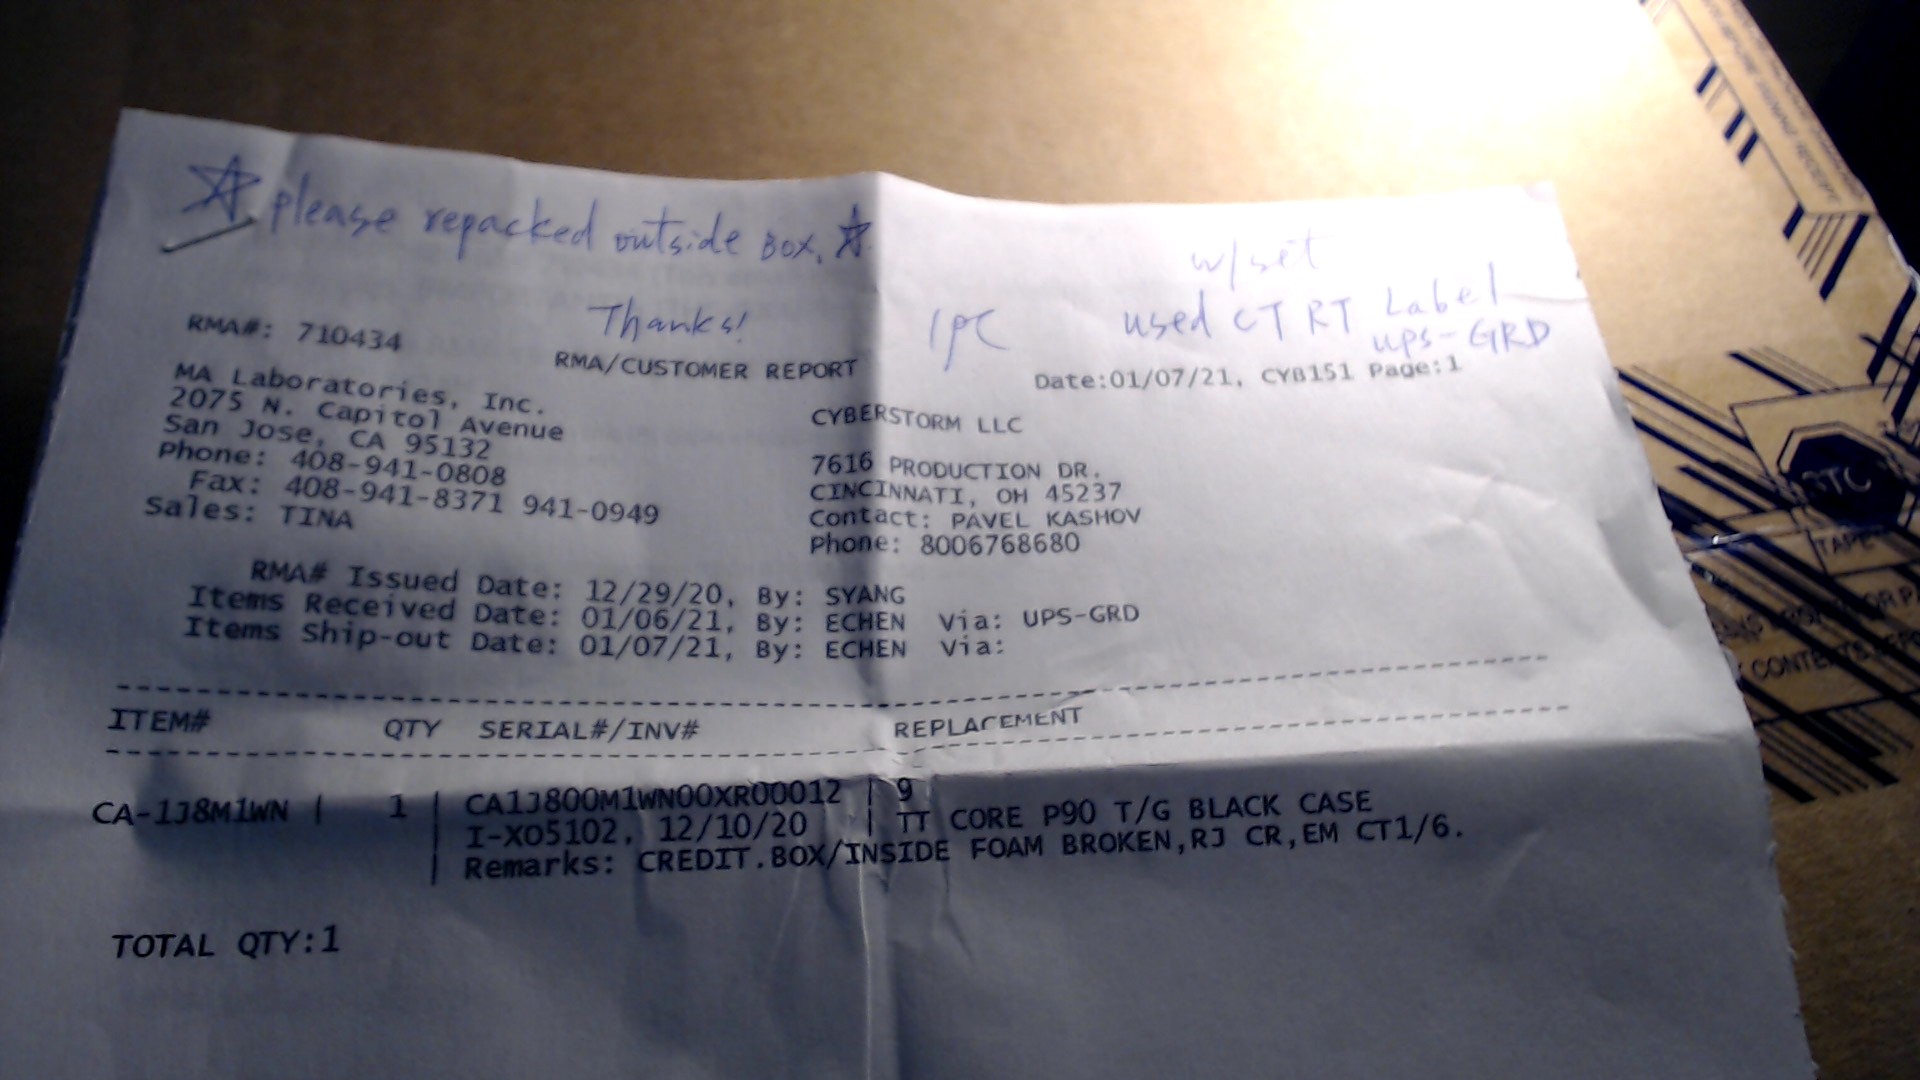 ☆ please repacked outside Box. ☆
Thanks!
1pc
w/set
used CT RT Label
ups-GRD
RMA#: 710434
RMA/CUSTOMER REPORT
Date:01/07/21, CYB151 Page:1
MA Laboratories, Inc.
2075 N. Capitol Avenue
San Jose, CA 95132
Phone: 408-941-0808
Fax: 408-941-8371 941-0949
Sales: TINA
CYBERSTORM LLC
7616 PRODUCTION DR.
CINCINNATI, OH 45237
Contact: PAVEL KASHOV
Phone: 8006768680
RMA# Issued Date: 12/29/20, By: SYANG
Items Received Date: 01/06/21, By: ECHEN Via: UPS-GRD
Items Ship-out Date: 01/07/21, By: ECHEN Via:
ITEM# QTY SERIAL#/INV# REPLACEMENT
CA-1J8M1WN | 1 | CA1J800M1WN00XR00012 | 9
| I-XO5102, 12/10/20 | TT CORE P90 T/G BLACK CASE
| Remarks: CREDIT.BOX/INSIDE FOAM BROKEN,RJ CR,EM CT1/6.
TOTAL QTY:1
TAPE